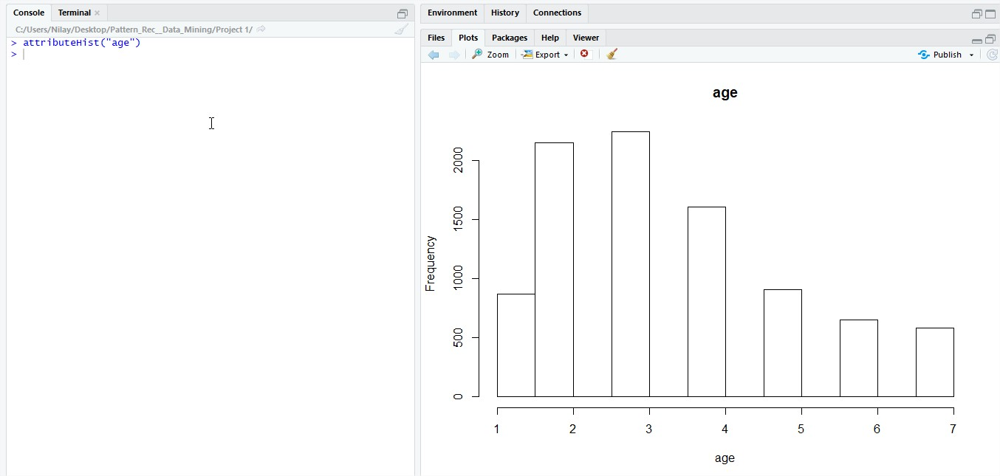 Console Terminal
C:/Users/Nilay/Desktop/Pattern_Rec__Data_Mining/Project 1/
> attributeHist("age")
>
Environment History Connections
Files Plots Packages Help Viewer
Zoom Export Publish
age
Frequency
2000
1500
1000
500
0
1 2 3 4 5 6 7
age